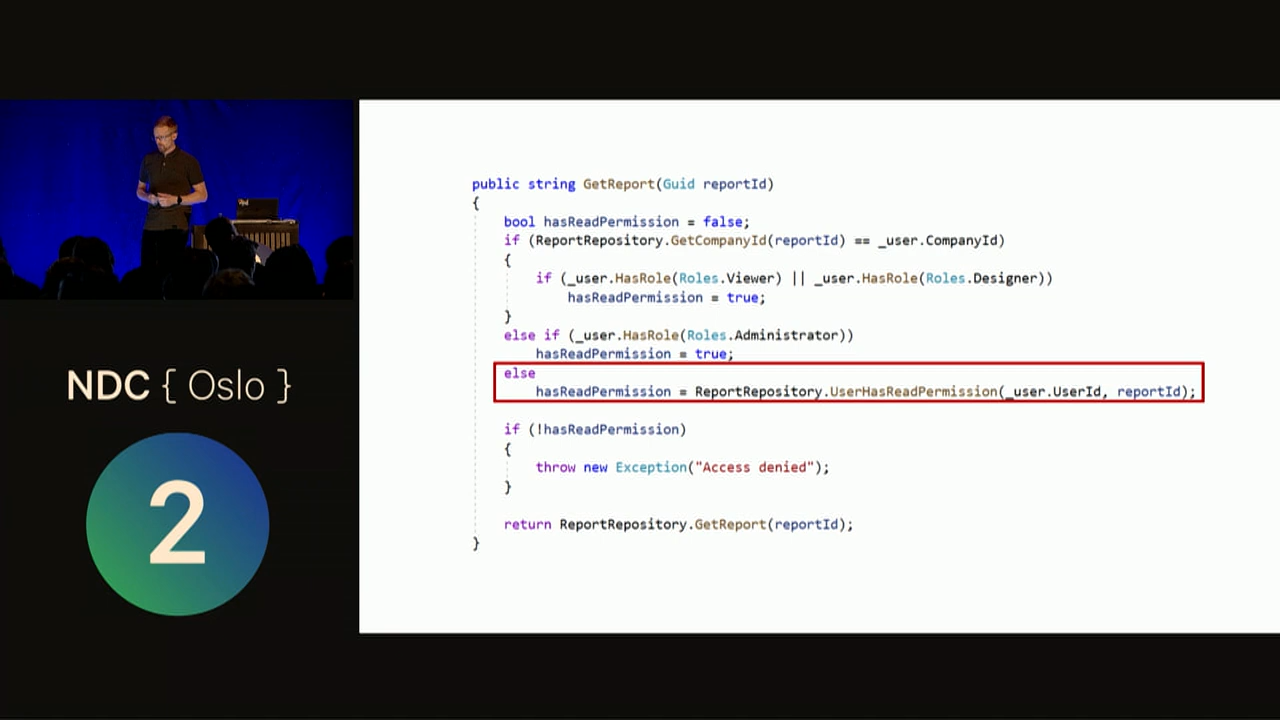 NDC { Oslo }
2
public string GetReport(Guid reportId)
{
bool hasReadPermission = false;
if (ReportRepository.GetCompanyId(reportId) == _user.CompanyId)
{
if (_user.HasRole(Roles.Viewer) || _user.HasRole(Roles.Designer))
hasReadPermission = true;
}
else if (_user.HasRole(Roles.Administrator))
hasReadPermission = true;
else
hasReadPermission = ReportRepository.UserHasReadPermission(_user.UserId, reportId);
if (!hasReadPermission)
{
throw new Exception("Access denied");
}
return ReportRepository.GetReport(reportId);
}